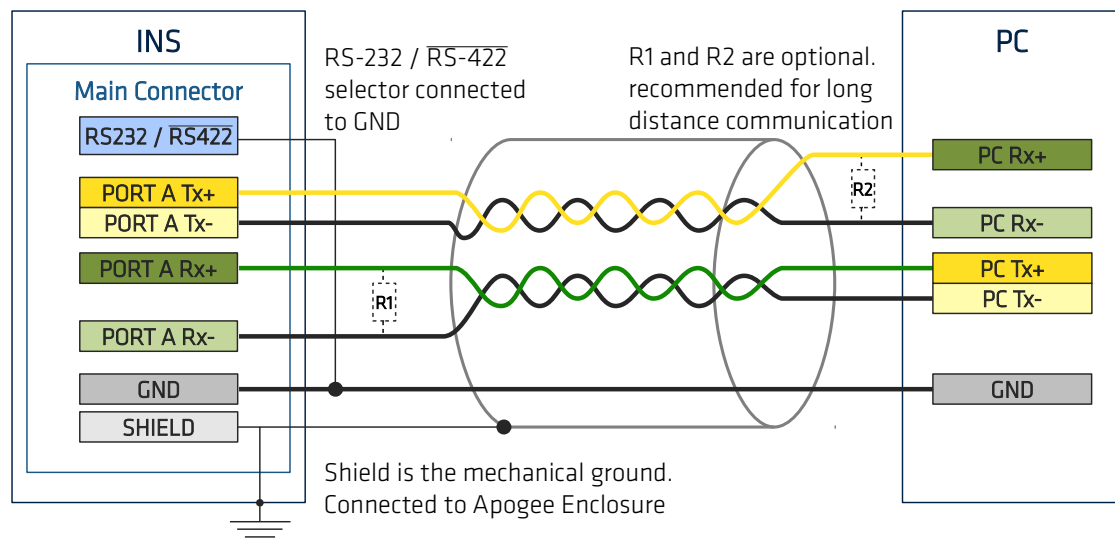 INS
Main Connector
RS232 / RS422
PORT A Tx+
PORT A Tx-
PORT A Rx+
PORT A Rx-
GND
SHIELD
RS-232 / RS-422
selector connected
to GND
R1 and R2 are optional.
recommended for long
distance communication
R1
R2
Shield is the mechanical ground.
Connected to Apogee Enclosure
PC
PC Rx+
PC Rx-
PC Tx+
PC Tx-
GND